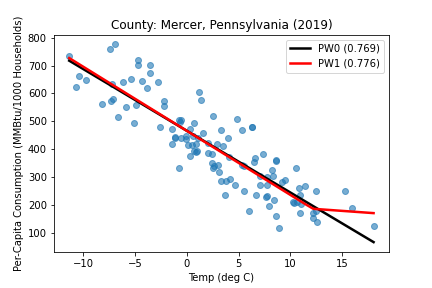 County: Mercer, Pennsylvania (2019)
PW0 (0.769)
PW1 (0.776)
Per-Capita Consumption (MMBtu/1000 Households)
800
700
600
500
400
300
200
100
−10 −5 0 5 10 15
Temp (deg C)